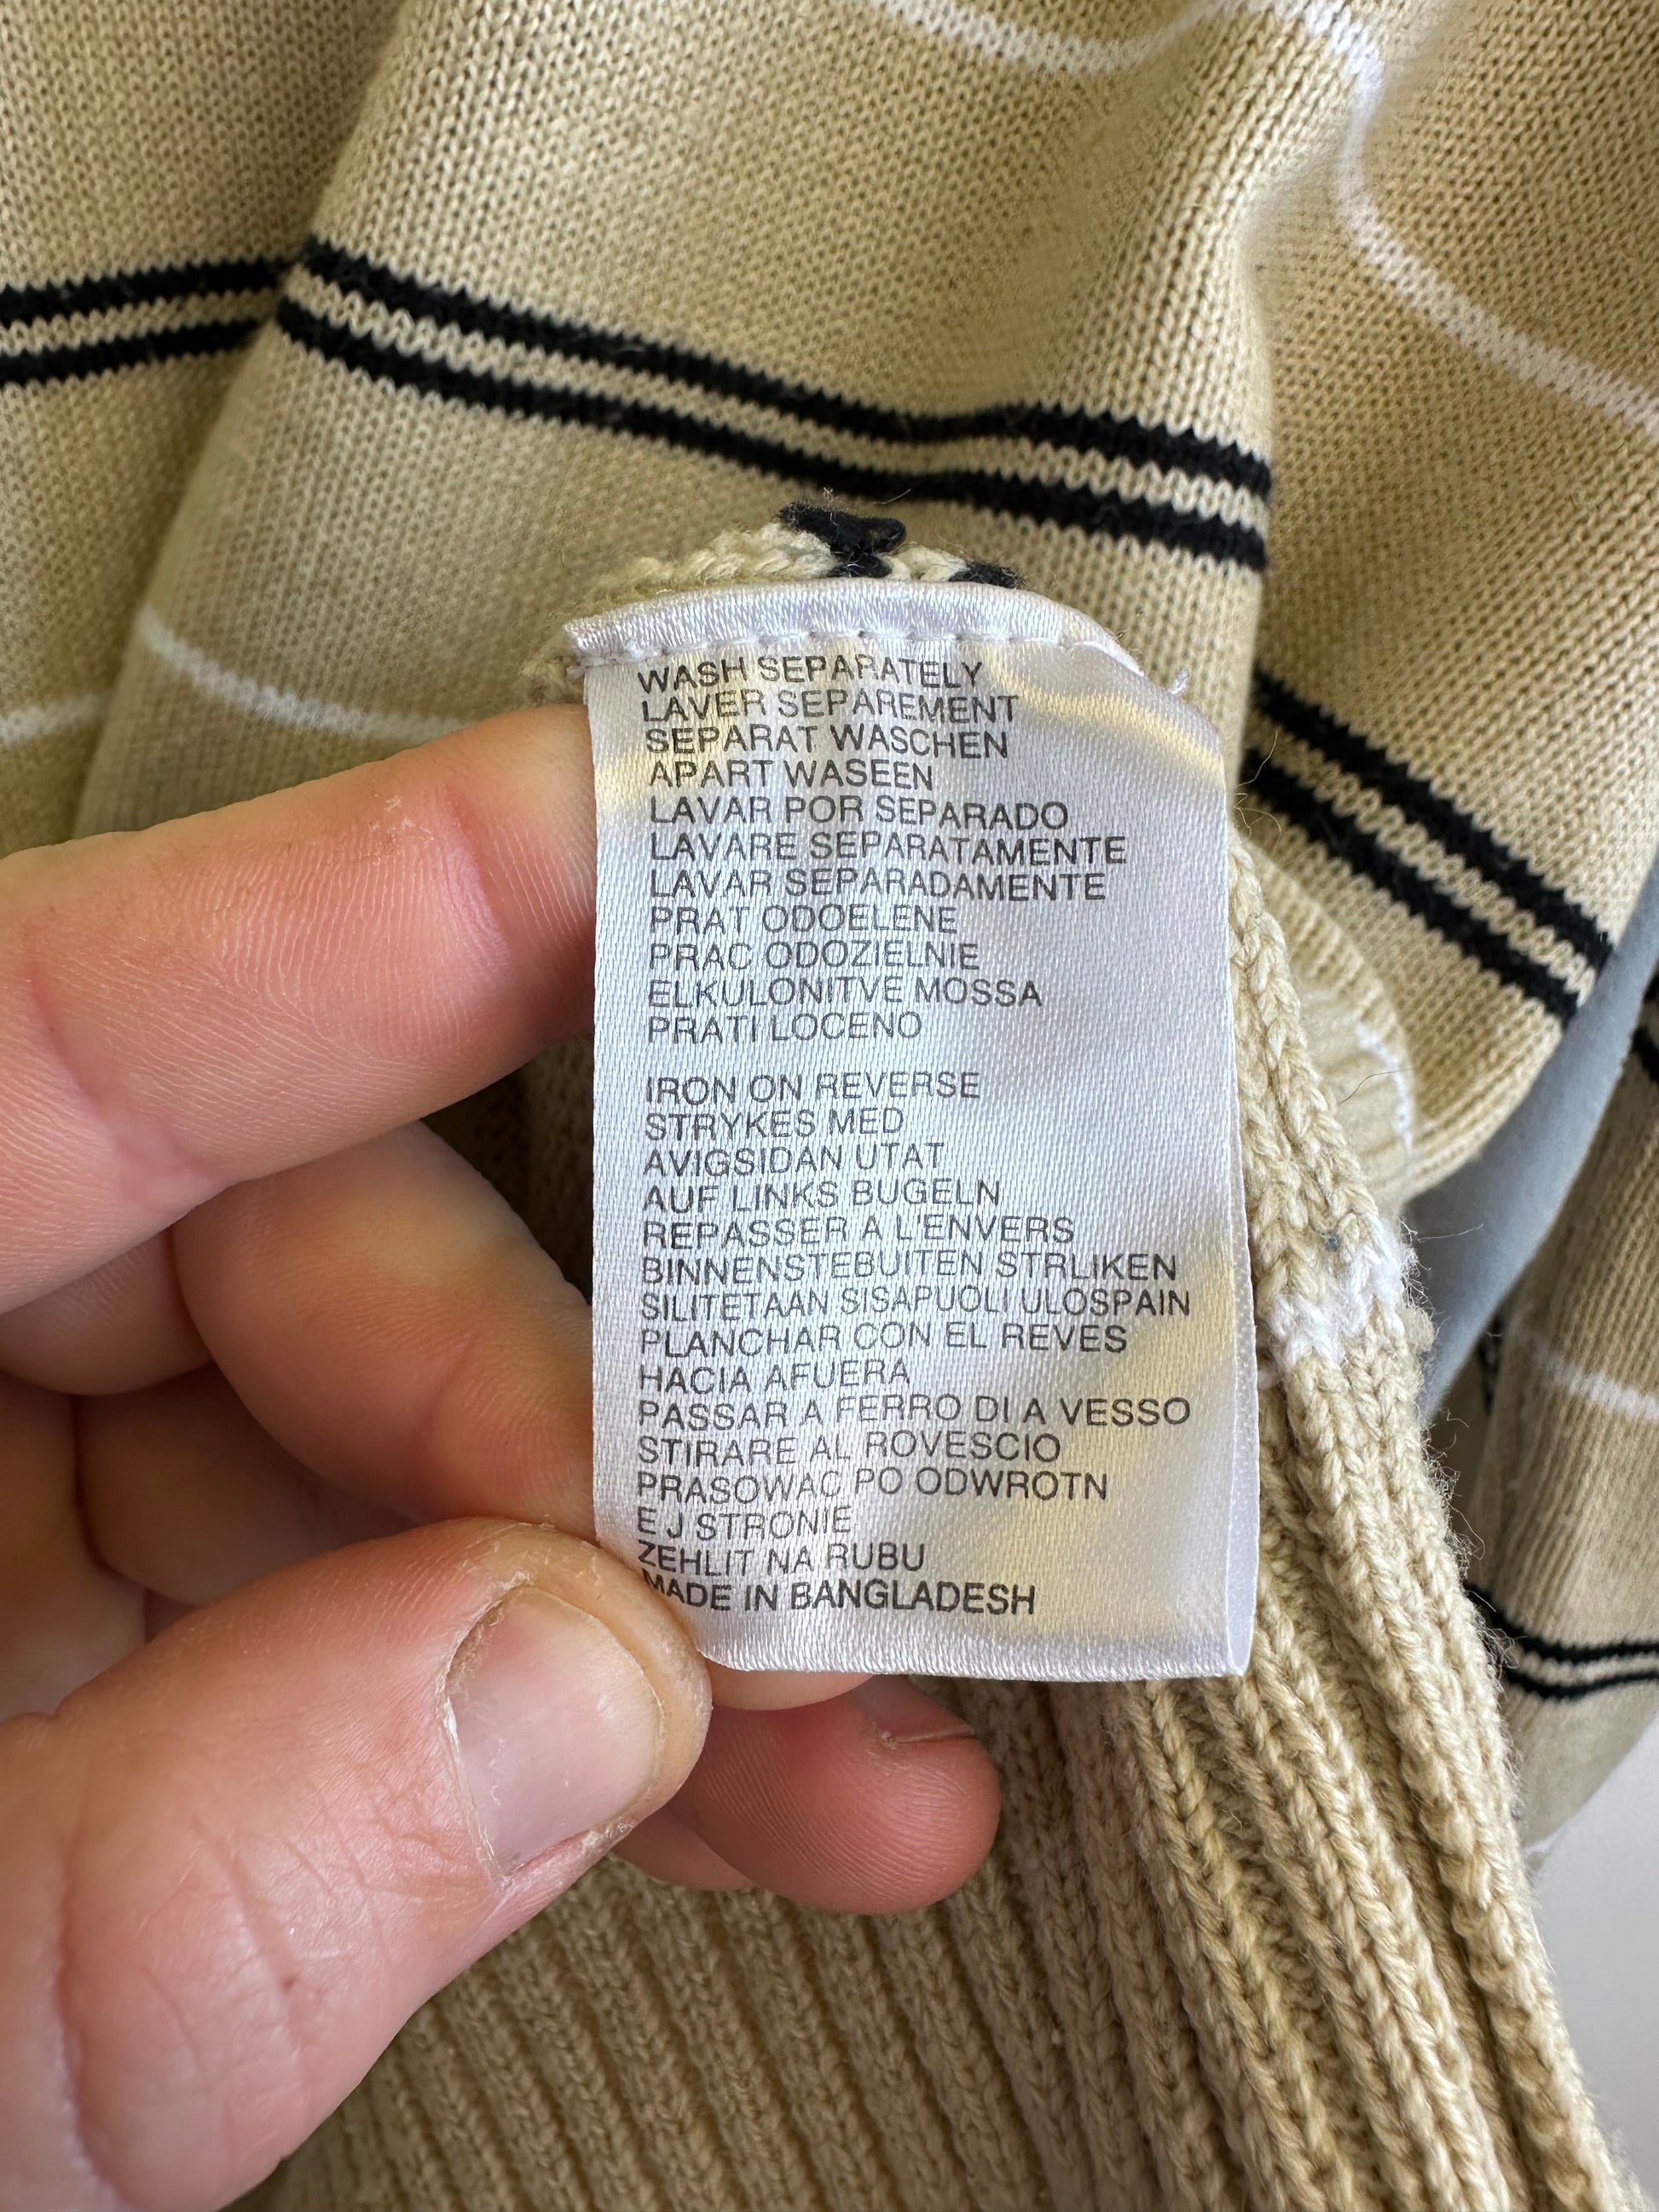 WASH SEPARATELY
LAVER SEPAREMENT
SEPARAT WASCHEN
APART WASEEN
LAVAR POR SEPARADO
LAVARE SEPARATAMENTE
LAVAR SEPARADAMENTE
PRAT ODOELENE
PRAC ODOZIELNIE
ELKULONITVE MOSSA
PRATI LOCENO
IRON ON REVERSE
STRYKES MED
AVIGSIDAN UTAT
AUF LINKS BUGELN
REPASSER A L'ENVERS
BINNENSTEBUITEN STRLIKEN
SILITETAAN SISAPUOLI ULOSPAIN
PLANCHAR CON EL REVES
HACIA AFUERA
PASSAR A FERRO DI A VESSO
STIRARE AL ROVESCIO
PRASOWAC PO ODWROTN
E J STRONIE
ZEHLIT NA RUBU
MADE IN BANGLADESH